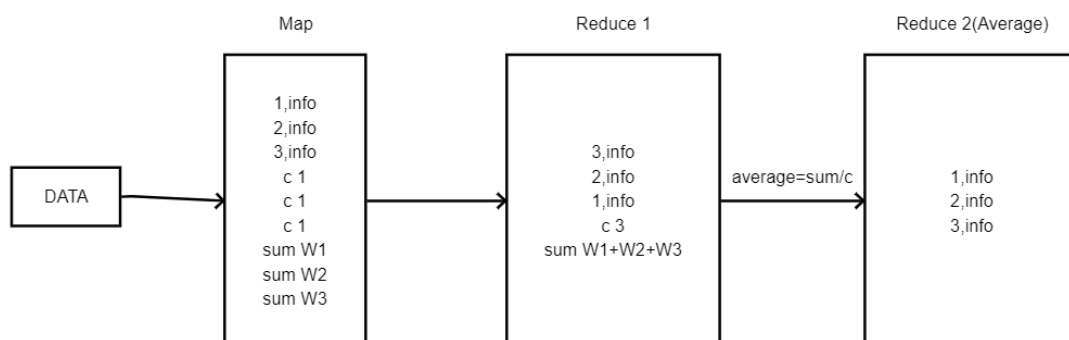 Map
Reduce 1
Reduce 2(Average)
DATA
1,info
2,info
3,info
c 1
c 1
c 1
sum W1
sum W2
sum W3
3,info
2,info
1,info
c 3
sum W1+W2+W3
average=sum/c
1,info
2,info
3,info